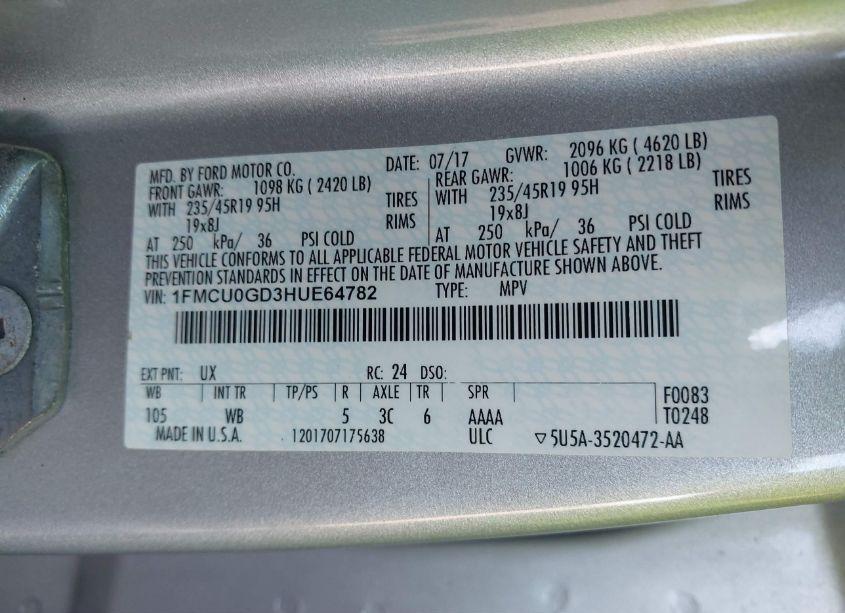 MFD. BY FORD MOTOR CO. DATE: 07/17 GVWR: 2096 KG ( 4620 LB)
FRONT GAWR: 1098 KG ( 2420 LB) REAR GAWR: 1006 KG ( 2218 LB)
WITH 235/45R19 95H TIRES WITH 235/45R19 95H TIRES
19x8J RIMS 19x8J RIMS
AT 250 kPa/ 36 PSI COLD AT 250 kPa/ 36 PSI COLD
THIS VEHICLE CONFORMS TO ALL APPLICABLE FEDERAL MOTOR VEHICLE SAFETY AND THEFT
PREVENTION STANDARDS IN EFFECT ON THE DATE OF MANUFACTURE SHOWN ABOVE.
VIN: 1FMCU0GD3HUE64782 TYPE: MPV
EXT PNT: UX RC: 24 DSO:
WB INT TR TP/PS R AXLE TR SPR F0083
105 WB 5 3C 6 AAAA T0248
MADE IN U.S.A. 1201707175638 ULC ▽5U5A-3520472-AA